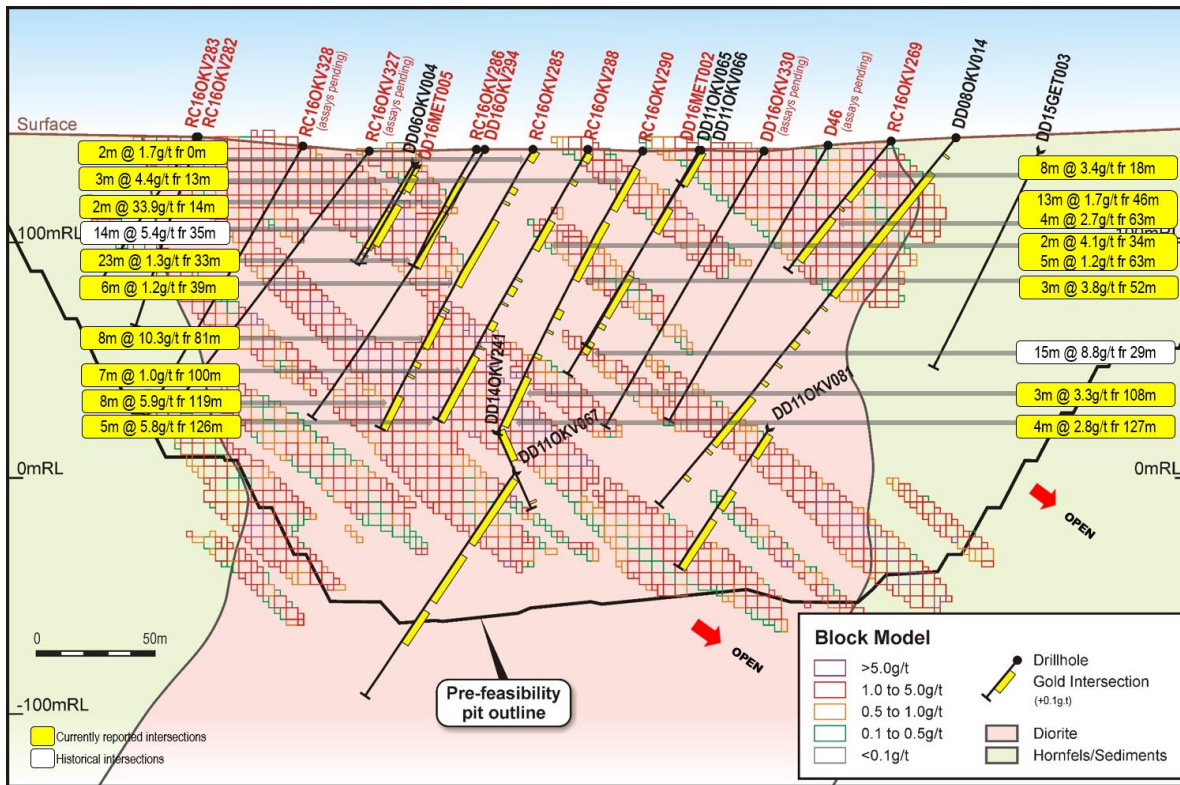 RC16OKV283
RC16OKV282
RC16OKV328
(assays pending)
RC16OKV327
(assays pending)
DD06OKV004
DD16MET005
RC16OKV286
DD16OKV294
RC16OKV285
RC16OKV288
RC16OKV290
DD16MET002
DD11OKV065
DD11OKV066
DD16OKV330
(assays pending)
D46
(assays pending)
RC16OKV269
DD08OKV014
DD15GET003
Surface
2m @ 1.7g/t fr 0m
3m @ 4.4g/t fr 13m
2m @ 33.9g/t fr 14m
14m @ 5.4g/t fr 35m
100mRL
23m @ 1.3g/t fr 33m
6m @ 1.2g/t fr 39m
8m @ 10.3g/t fr 81m
7m @ 1.0g/t fr 100m
8m @ 5.9g/t fr 119m
5m @ 5.8g/t fr 126m
0mRL
-100mRL
8m @ 3.4g/t fr 18m
13m @ 1.7g/t fr 46m
4m @ 2.7g/t fr 63m
100mRL
2m @ 4.1g/t fr 34m
5m @ 1.2g/t fr 63m
3m @ 3.8g/t fr 52m
15m @ 8.8g/t fr 29m
3m @ 3.3g/t fr 108m
4m @ 2.8g/t fr 127m
0mRL
DD14OKV241
DD11OKV067
DD11OKV081
OPEN
OPEN
0 50m
Pre-feasibility
pit outline
Currently reported intersections
Historical intersections
Block Model
>5.0g/t
1.0 to 5.0g/t
0.5 to 1.0g/t
0.1 to 0.5g/t
<0.1g/t
Drillhole
Gold Intersection
(+0.1g.t)
Diorite
Hornfels/Sediments